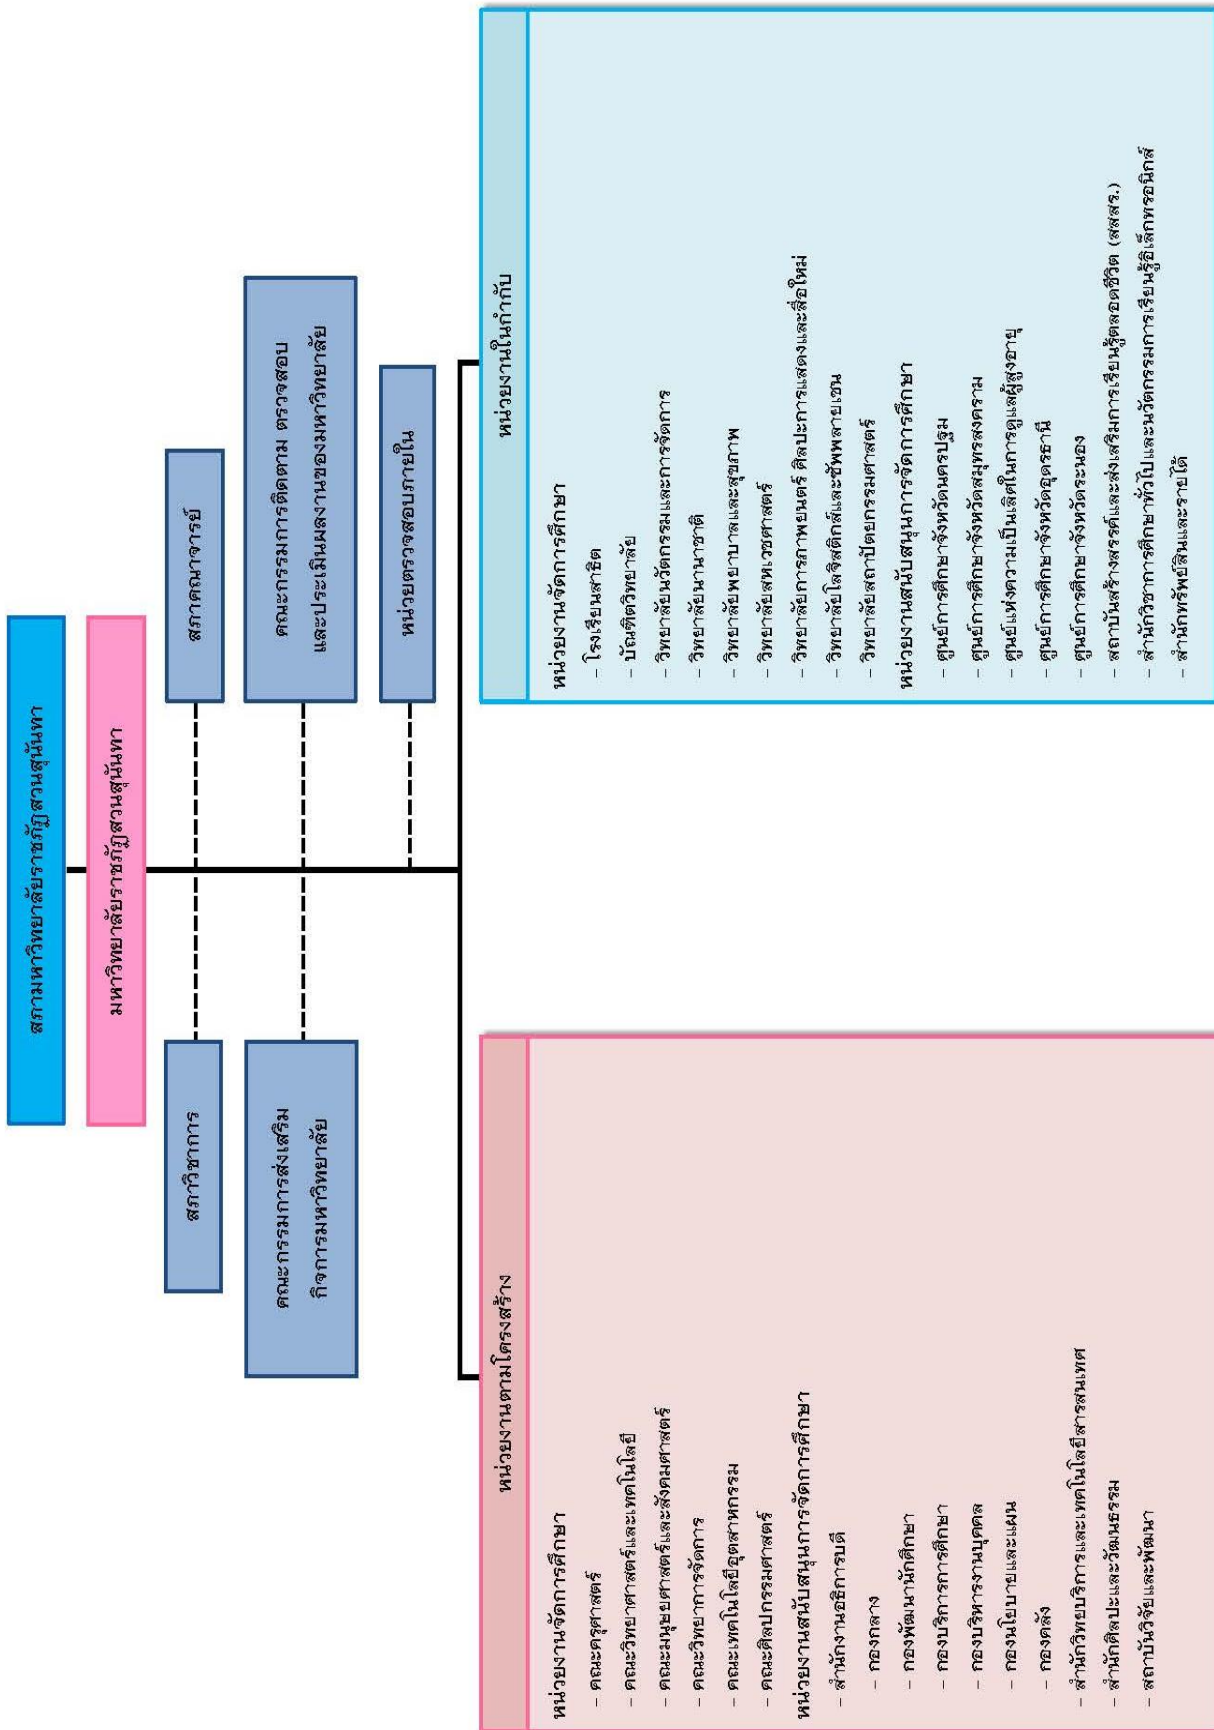 สภามหาวิทยาลัยราชภัฏสวนสุนันทา
มหาวิทยาลัยราชภัฏสวนสุนันทา
สภาวิชาการ
สภาคณาจารย์
คณะกรรมการส่งเสริม
กิจการมหาวิทยาลัย
คณะกรรมการติดตาม ตรวจสอบ
และประเมินผลงานของมหาวิทยาลัย
หน่วยตรวจสอบภายใน
หน่วยงานตามโครงสร้าง
หน่วยงานจัดการศึกษา
- คณะครุศาสตร์
- คณะวิทยาศาสตร์และเทคโนโลยี
- คณะมนุษยศาสตร์และสังคมศาสตร์
- คณะวิทยาการจัดการ
- คณะเทคโนโลยีอุตสาหกรรม
- คณะศิลปกรรมศาสตร์
หน่วยงานสนับสนุนการจัดการศึกษา
- สำนักงานอธิการบดี
- กองกลาง
- กองพัฒนานักศึกษา
- กองบริการการศึกษา
- กองบริหารงานบุคคล
- กองนโยบายและแผน
- กองคลัง
- สำนักวิทยบริการและเทคโนโลยีสารสนเทศ
- สำนักศิลปะและวัฒนธรรม
- สถาบันวิจัยและพัฒนา
หน่วยงานในกำกับ
หน่วยงานจัดการศึกษา
- โรงเรียนสาธิต
- บัณฑิตวิทยาลัย
- วิทยาลัยนวัตกรรมและการจัดการ
- วิทยาลัยนานาชาติ
- วิทยาลัยพยาบาลและสุขภาพ
- วิทยาลัยสหเวชศาสตร์
- วิทยาลัยการภาพยนตร์ ศิลปะการแสดงและสื่อใหม่
- วิทยาลัยโลจิสติกส์และซัพพลายเชน
- วิทยาลัยสถาปัตยกรรมศาสตร์
หน่วยงานสนับสนุนการจัดการศึกษา
- ศูนย์การศึกษาจังหวัดนครปฐม
- ศูนย์การศึกษาจังหวัดสมุทรสงคราม
- ศูนย์แห่งความเป็นเลิศในการดูแลผู้สูงอายุ
- ศูนย์การศึกษาจังหวัดอุดรธานี
- ศูนย์การศึกษาจังหวัดระนอง
- สถาบันสร้างสรรค์และส่งเสริมการเรียนรู้ตลอดชีวิต (สสสร.)
- สำนักวิชาการศึกษาทั่วไปและนวัตกรรมการเรียนรู้อิเล็กทรอนิกส์
- สำนักทรัพย์สินและรายได้